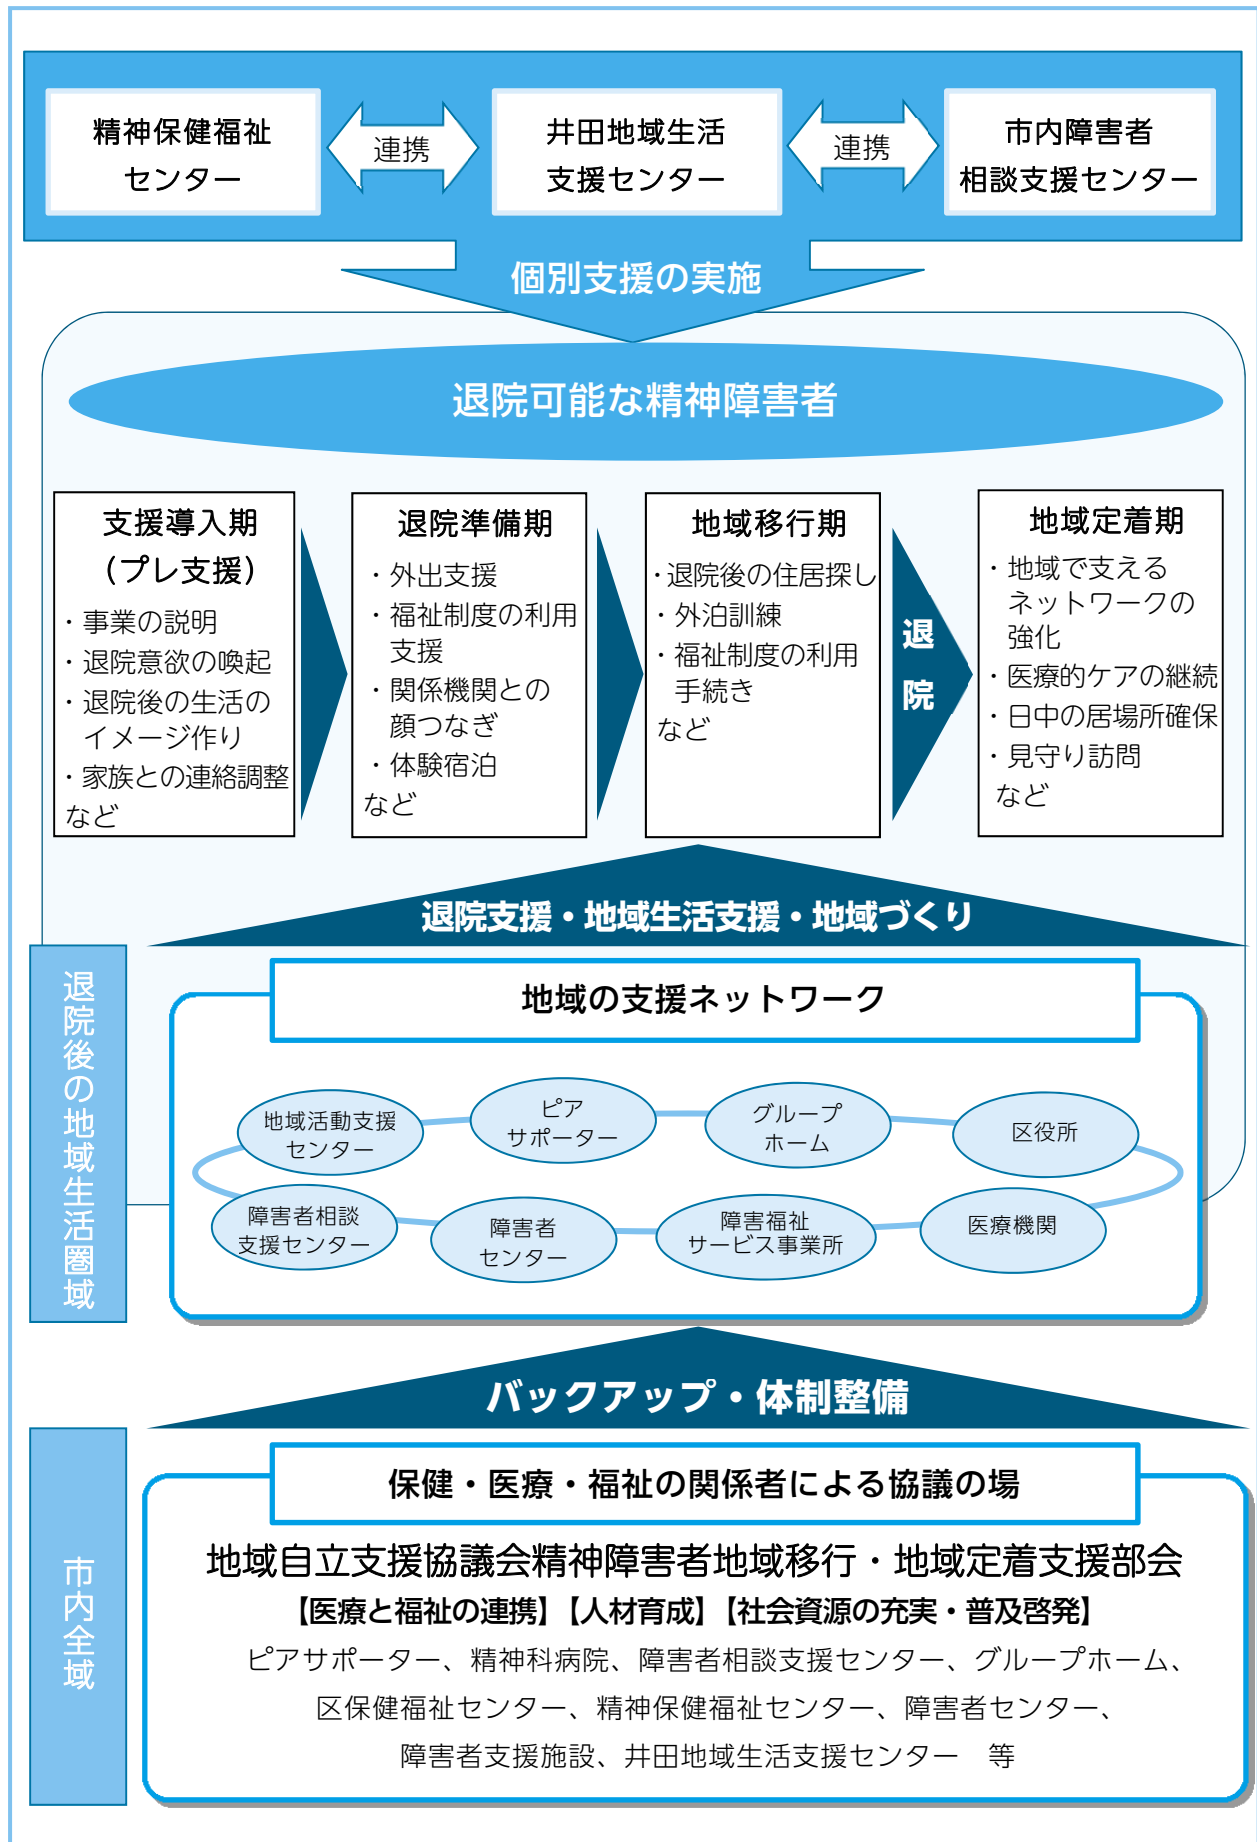 精神保健福祉
センター
連携
井田地域生活
支援センター
連携
市内障害者
相談支援センター
個別支援の実施
退院可能な精神障害者
支援導入期
（プレ支援）
・事業の説明
・退院意欲の喚起
・退院後の生活の
イメージ作り
・家族との連絡調整
など
退院準備期
・外出支援
・福祉制度の利用
支援
・関係機関との
顔つなぎ
・体験宿泊
など
地域移行期
・退院後の住居探し
・外泊訓練
・福祉制度の利用
手続き
など
退院
地域定着期
・地域で支える
ネットワークの
強化
・医療的ケアの継続
・日中の居場所確保
・見守り訪問
など
退院支援・地域生活支援・地域づくり
退院後の地域生活圏域
地域の支援ネットワーク
地域活動支援
センター
ピア
サポーター
グループ
ホーム
区役所
障害者相談
支援センター
障害者
センター
障害福祉
サービス事業所
医療機関
バックアップ・体制整備
市内全域
保健・医療・福祉の関係者による協議の場
地域自立支援協議会精神障害者地域移行・地域定着支援部会
【医療と福祉の連携】【人材育成】【社会資源の充実・普及啓発】
ピアサポーター、精神科病院、障害者相談支援センター、グループホーム、
区保健福祉センター、精神保健福祉センター、障害者センター、
障害者支援施設、井田地域生活支援センター　等